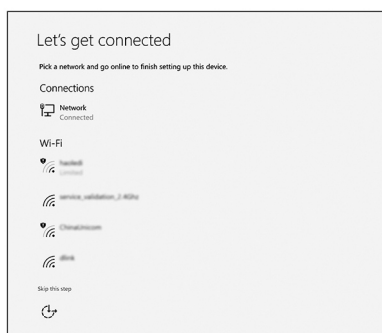 Let's get connected
Pick a network and go online to finish setting up this device.
Connections
Network
Connected
Wi-Fi
Limited
service_validation_2.4Ghz
ChinaUnicom
dlink
Skip this step